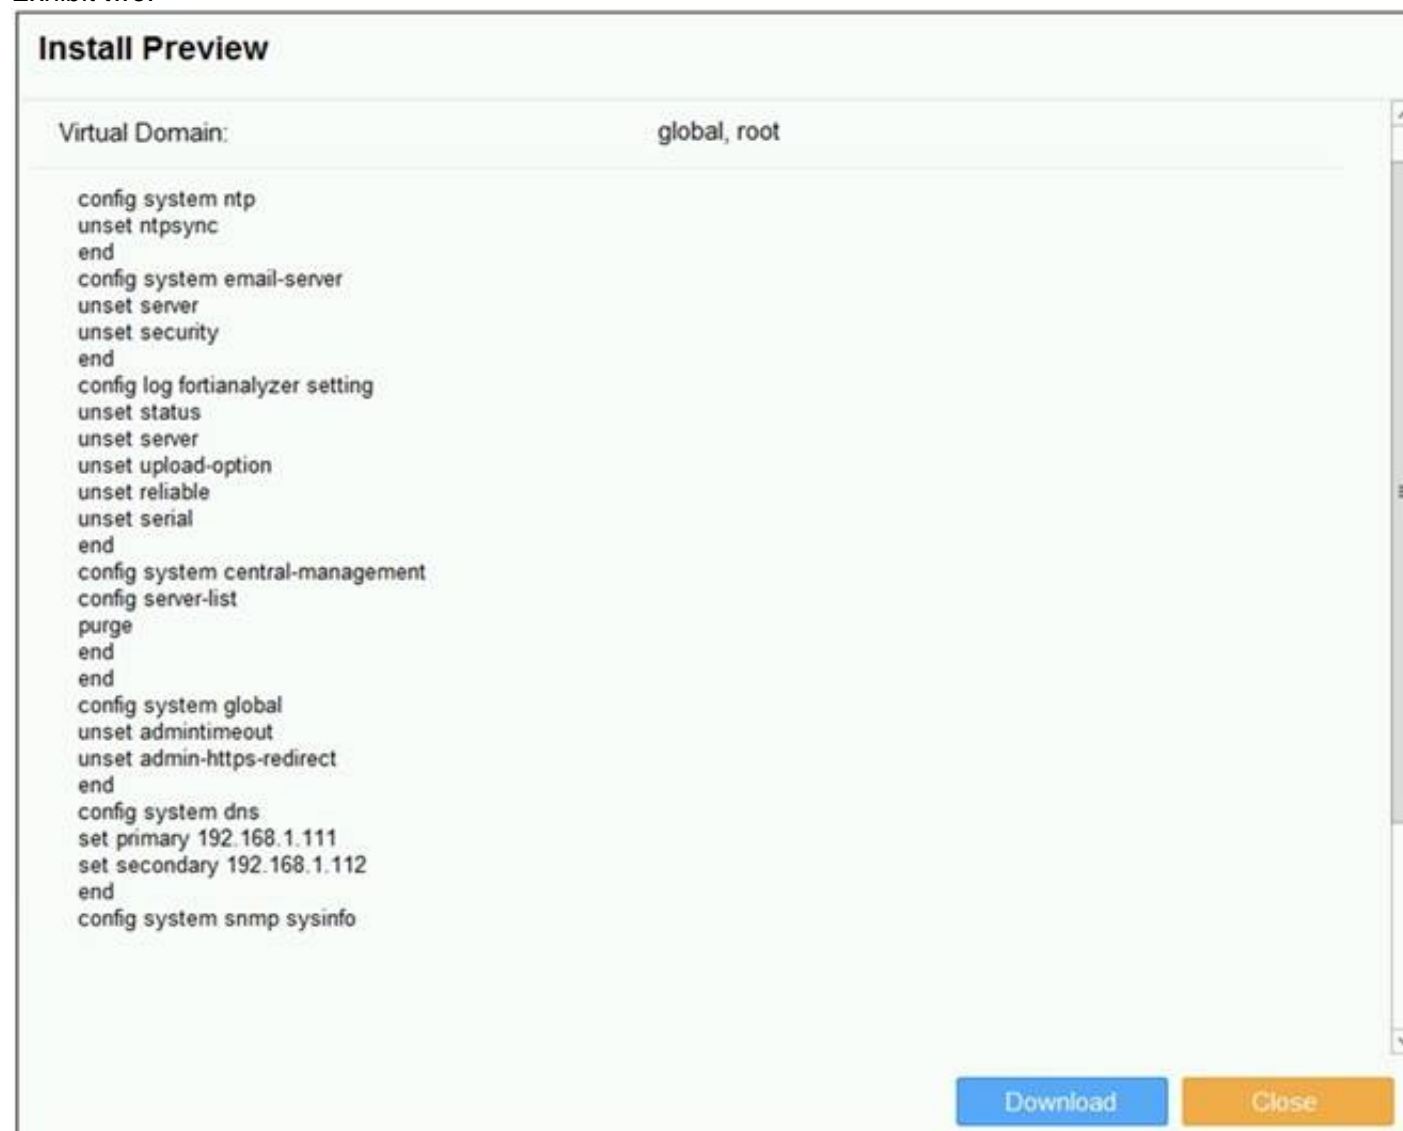 Install Preview
Virtual Domain: global, root
config system ntp
unset ntpsync
end
config system email-server
unset server
unset security
end
config log fortianalyzer setting
unset status
unset server
unset upload-option
unset reliable
unset serial
end
config system central-management
config server-list
purge
end
end
config system global
unset admintimeout
unset admin-https-redirect
end
config system dns
set primary 192.168.1.111
set secondary 192.168.1.112
end
config system snmp sysinfo
Download Close